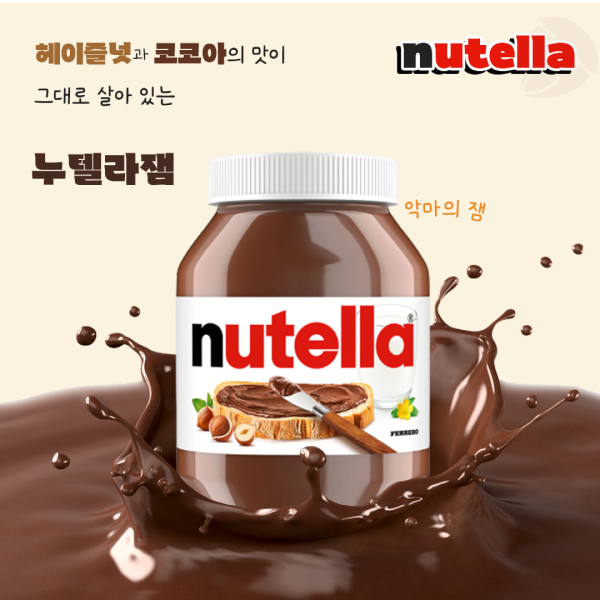 헤이즐넛과 코코아의 맛이
nutella
그대로 살아 있는
누텔라잼
악마의 잼
nutella®
FERRERO